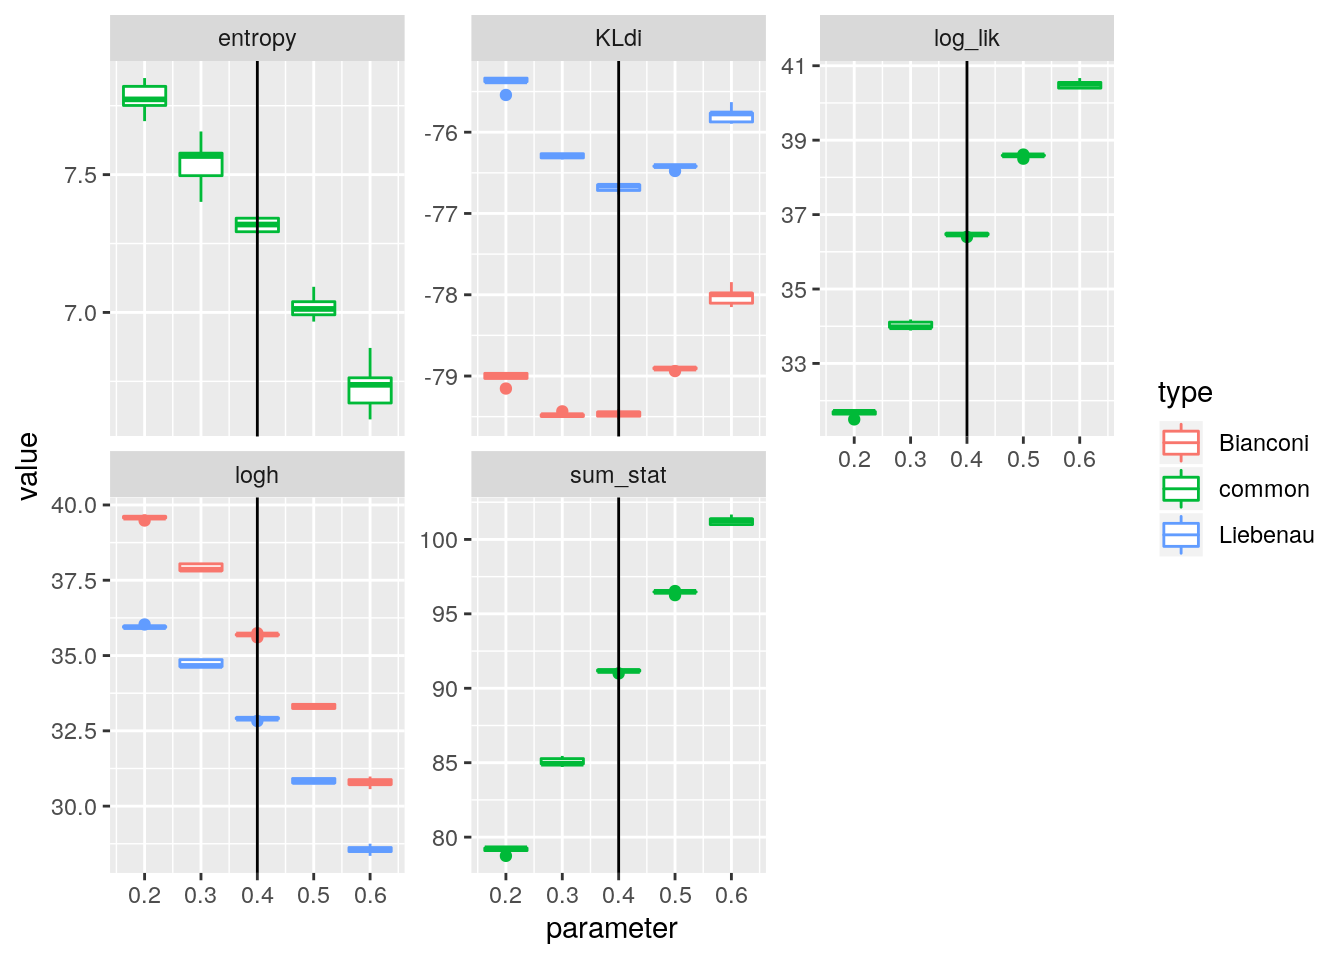 entropy
KLdi
log_lik
7.5
7.0
-76
-77
-78
-79
41
39
37
35
33
0.2 0.3 0.4 0.5 0.6
value
logh
sum_stat
40.0
37.5
35.0
32.5
30.0
100
95
90
85
80
0.2 0.3 0.4 0.5 0.6
0.2 0.3 0.4 0.5 0.6
parameter
type
Bianconi
common
Liebenau